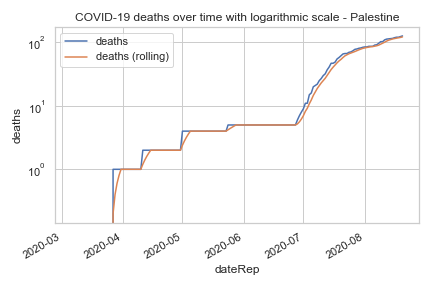 COVID-19 deaths over time with logarithmic scale - Palestine
deaths
deaths (rolling)
10²
10¹
10⁰
deaths
2020-03
2020-04
2020-05
2020-06
2020-07
2020-08
dateRep